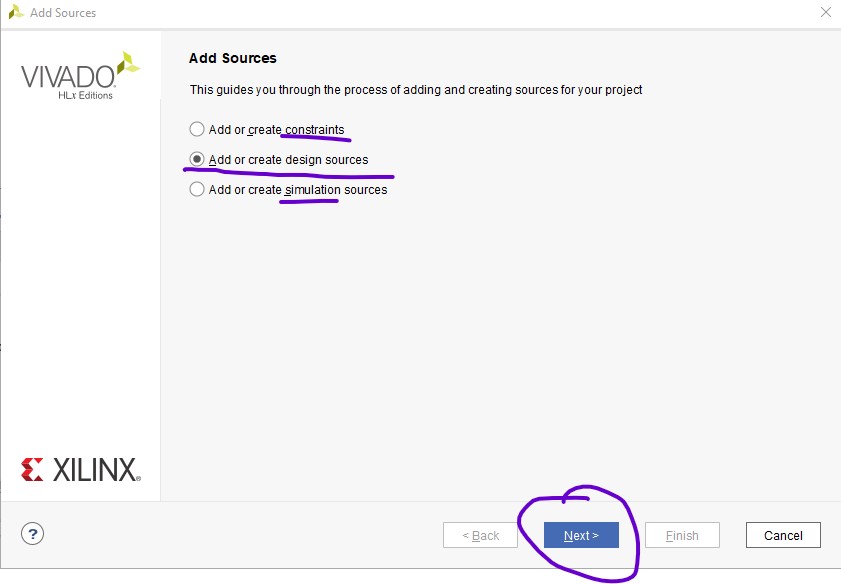 Add Sources
VIVADO
HLx Editions
Add Sources
This guides you through the process of adding and creating sources for your project
Add or create constraints
Add or create design sources
Add or create simulation sources
XILINX
?
< Back
Next >
Finish
Cancel